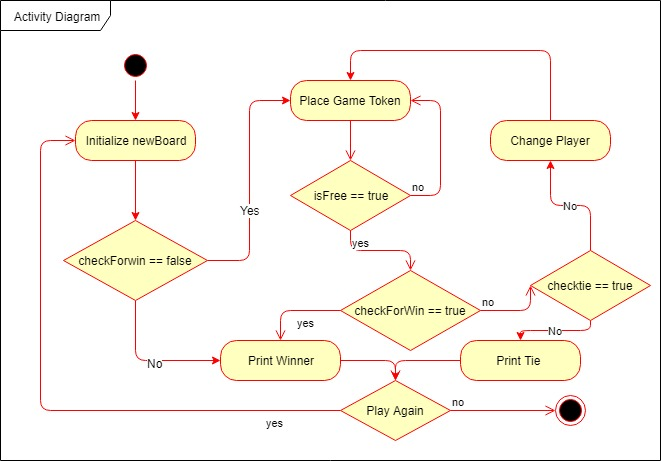 Activity Diagram
Place Game Token
Initialize newBoard
Change Player
isFree == true
no
Yes
No
yes
checkForwin == false
checktie == true
checkForWin == true
no
yes
No
No
Print Winner
Print Tie
Play Again
no
yes